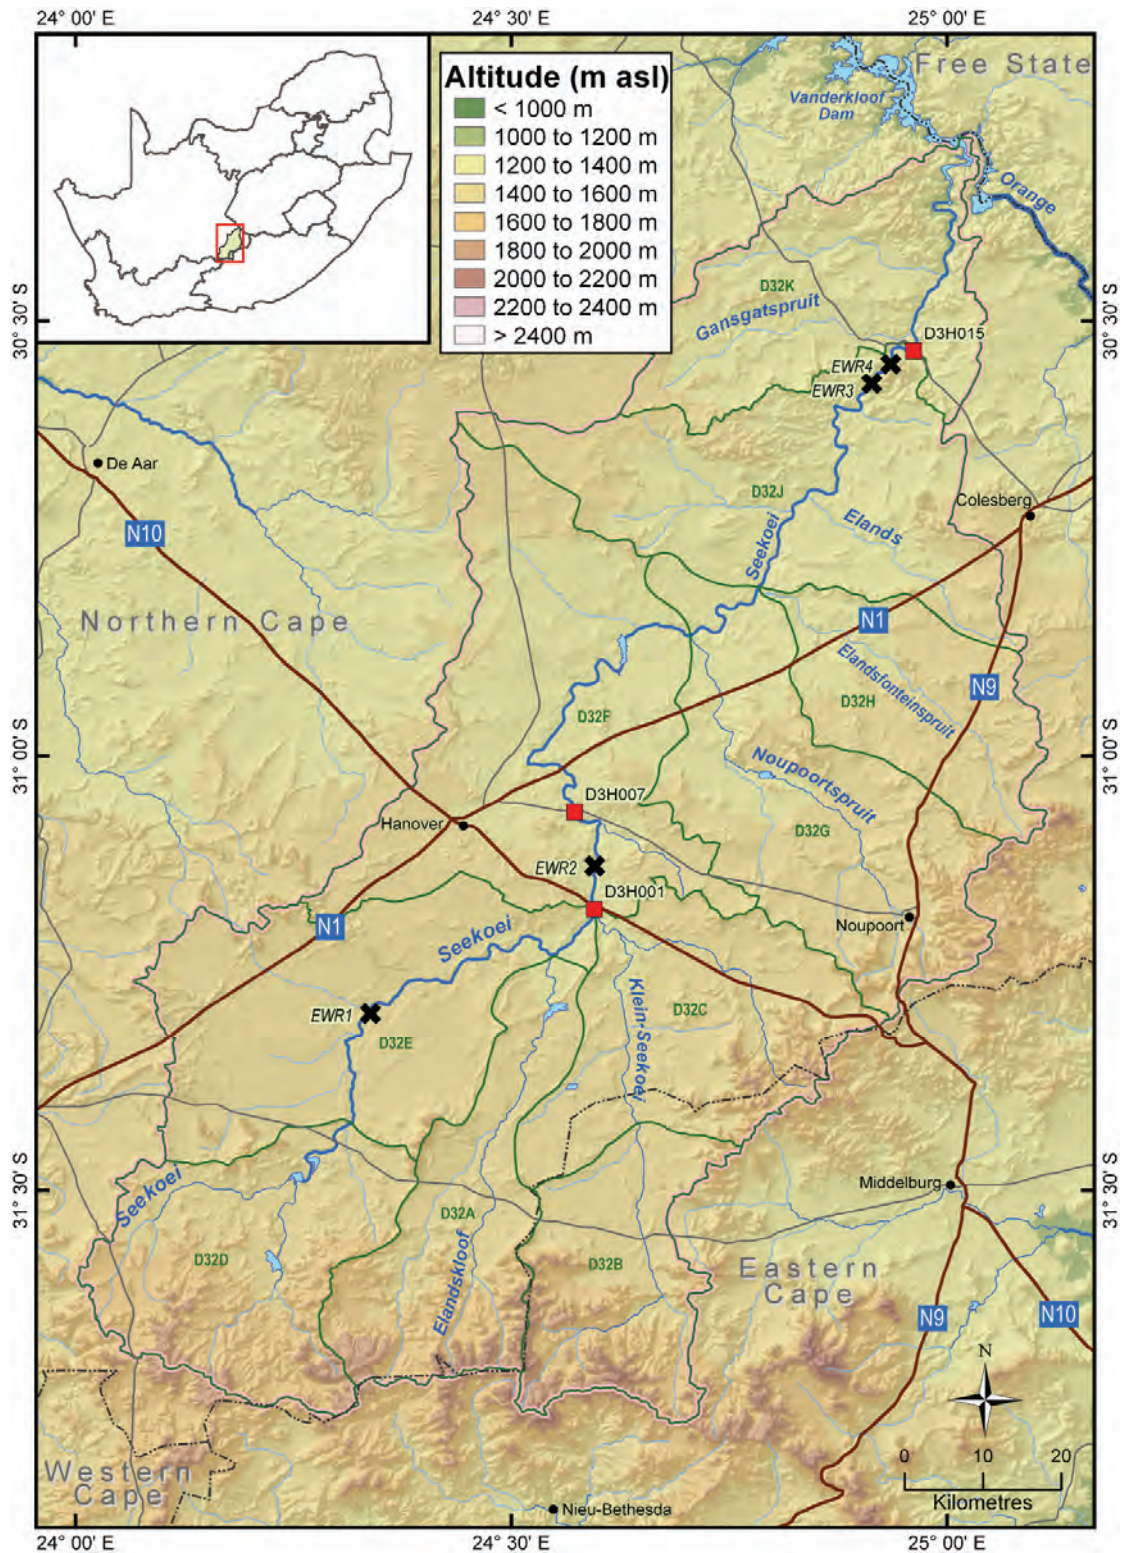 24° 00' E
24° 30' E
25° 00' E
Altitude (m asl)
< 1000 m
1000 to 1200 m
1200 to 1400 m
1400 to 1600 m
1600 to 1800 m
1800 to 2000 m
2000 to 2200 m
2200 to 2400 m
> 2400 m
Free State
Vanderkloof
Dam
Orange
D32K
Gansgatspruit
30° 30' S
30° 30' S
D3H015
EWR4
EWR3
De Aar
D32J
Colesberg
N10
Seekoei
Elands
Northern Cape
N1
Elandsfonteinspruit
N9
D32H
D32F
31° 00' S
31° 00' S
Noupoortspruit
D3H007
Hanover
D32G
EWR2
D3H001
N1
Noupoort
Seekoei
Klein-Seekoei
D32C
EWR1
D32E
Seekoei
31° 30' S
31° 30' S
Middelburg
D32A
D32D
Elandskloof
D32B
Eastern
Cape
N9
N10
N
0 10 20
Kilometres
Western
Cape
Nieu-Bethesda
24° 00' E
24° 30' E
25° 00' E